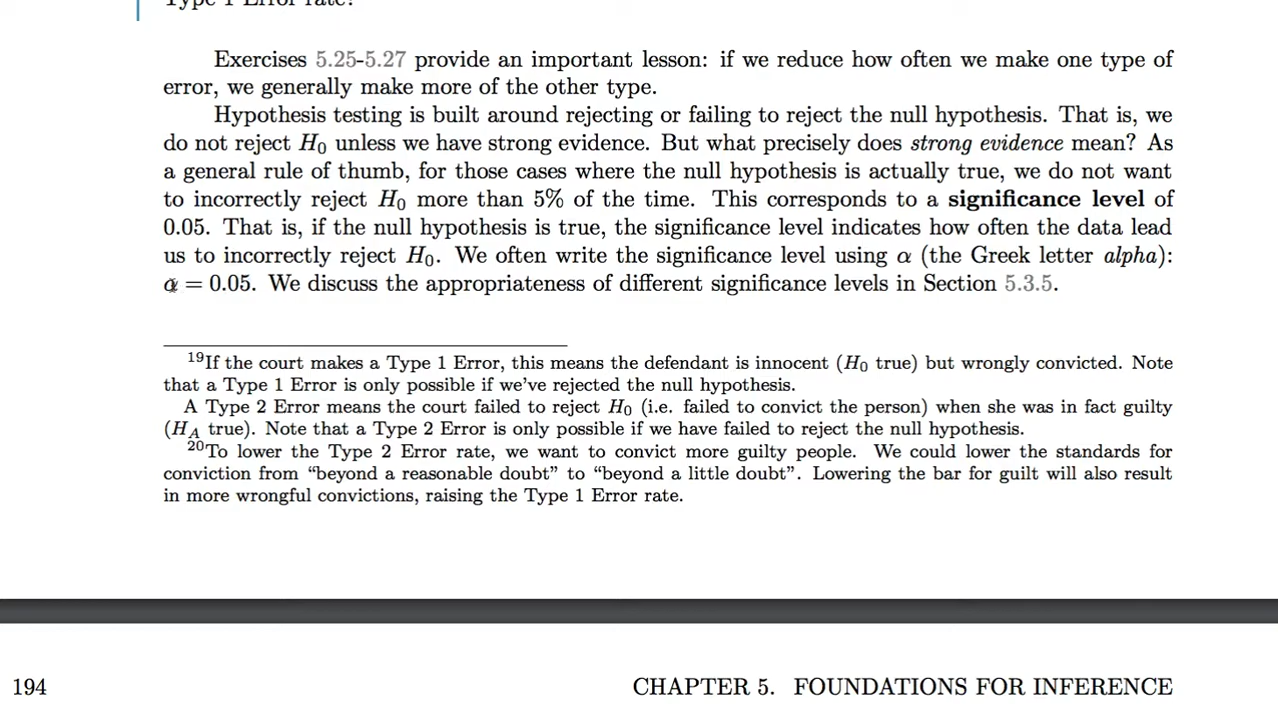 Type 1 Error rate?
Exercises 5.25-5.27 provide an important lesson: if we reduce how often we make one type of
error, we generally make more of the other type.
Hypothesis testing is built around rejecting or failing to reject the null hypothesis. That is, we
do not reject H₀ unless we have strong evidence. But what precisely does strong evidence mean? As
a general rule of thumb, for those cases where the null hypothesis is actually true, we do not want
to incorrectly reject H₀ more than 5% of the time. This corresponds to a significance level of
0.05. That is, if the null hypothesis is true, the significance level indicates how often the data lead
us to incorrectly reject H₀. We often write the significance level using α (the Greek letter alpha):
α = 0.05. We discuss the appropriateness of different significance levels in Section 5.3.5.
¹⁹If the court makes a Type 1 Error, this means the defendant is innocent (H₀ true) but wrongly convicted. Note
that a Type 1 Error is only possible if we've rejected the null hypothesis.
A Type 2 Error means the court failed to reject H₀ (i.e. failed to convict the person) when she was in fact guilty
(H_A true). Note that a Type 2 Error is only possible if we have failed to reject the null hypothesis.
²⁰To lower the Type 2 Error rate, we want to convict more guilty people. We could lower the standards for
conviction from “beyond a reasonable doubt” to “beyond a little doubt”. Lowering the bar for guilt will also result
in more wrongful convictions, raising the Type 1 Error rate.
194 CHAPTER 5. FOUNDATIONS FOR INFERENCE